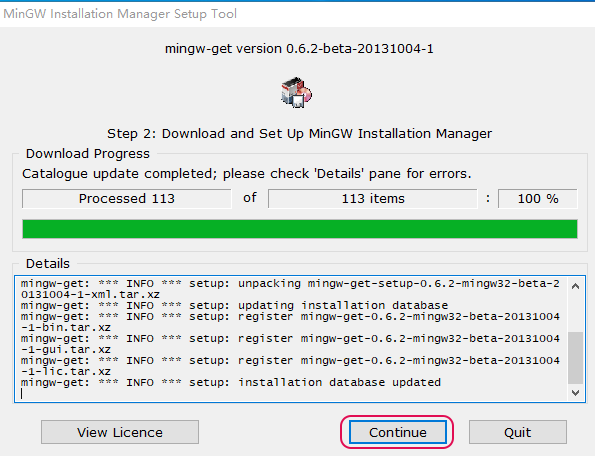 MinGW Installation Manager Setup Tool
mingw-get version 0.6.2-beta-20131004-1
Step 2: Download and Set Up MinGW Installation Manager
Download Progress
Catalogue update completed; please check 'Details' pane for errors.
Processed 113 of 113 items : 100 %
Details
mingw-get: *** INFO *** setup: unpacking mingw-get-setup-0.6.2-mingw32-beta-2
0131004-1-xml.tar.xz
mingw-get: *** INFO *** setup: updating installation database
mingw-get: *** INFO *** setup: register mingw-get-0.6.2-mingw32-beta-20131004
-1-bin.tar.xz
mingw-get: *** INFO *** setup: register mingw-get-0.6.2-mingw32-beta-20131004
-1-gui.tar.xz
mingw-get: *** INFO *** setup: register mingw-get-0.6.2-mingw32-beta-20131004
-1-lic.tar.xz
mingw-get: *** INFO *** setup: installation database updated
View Licence Continue Quit